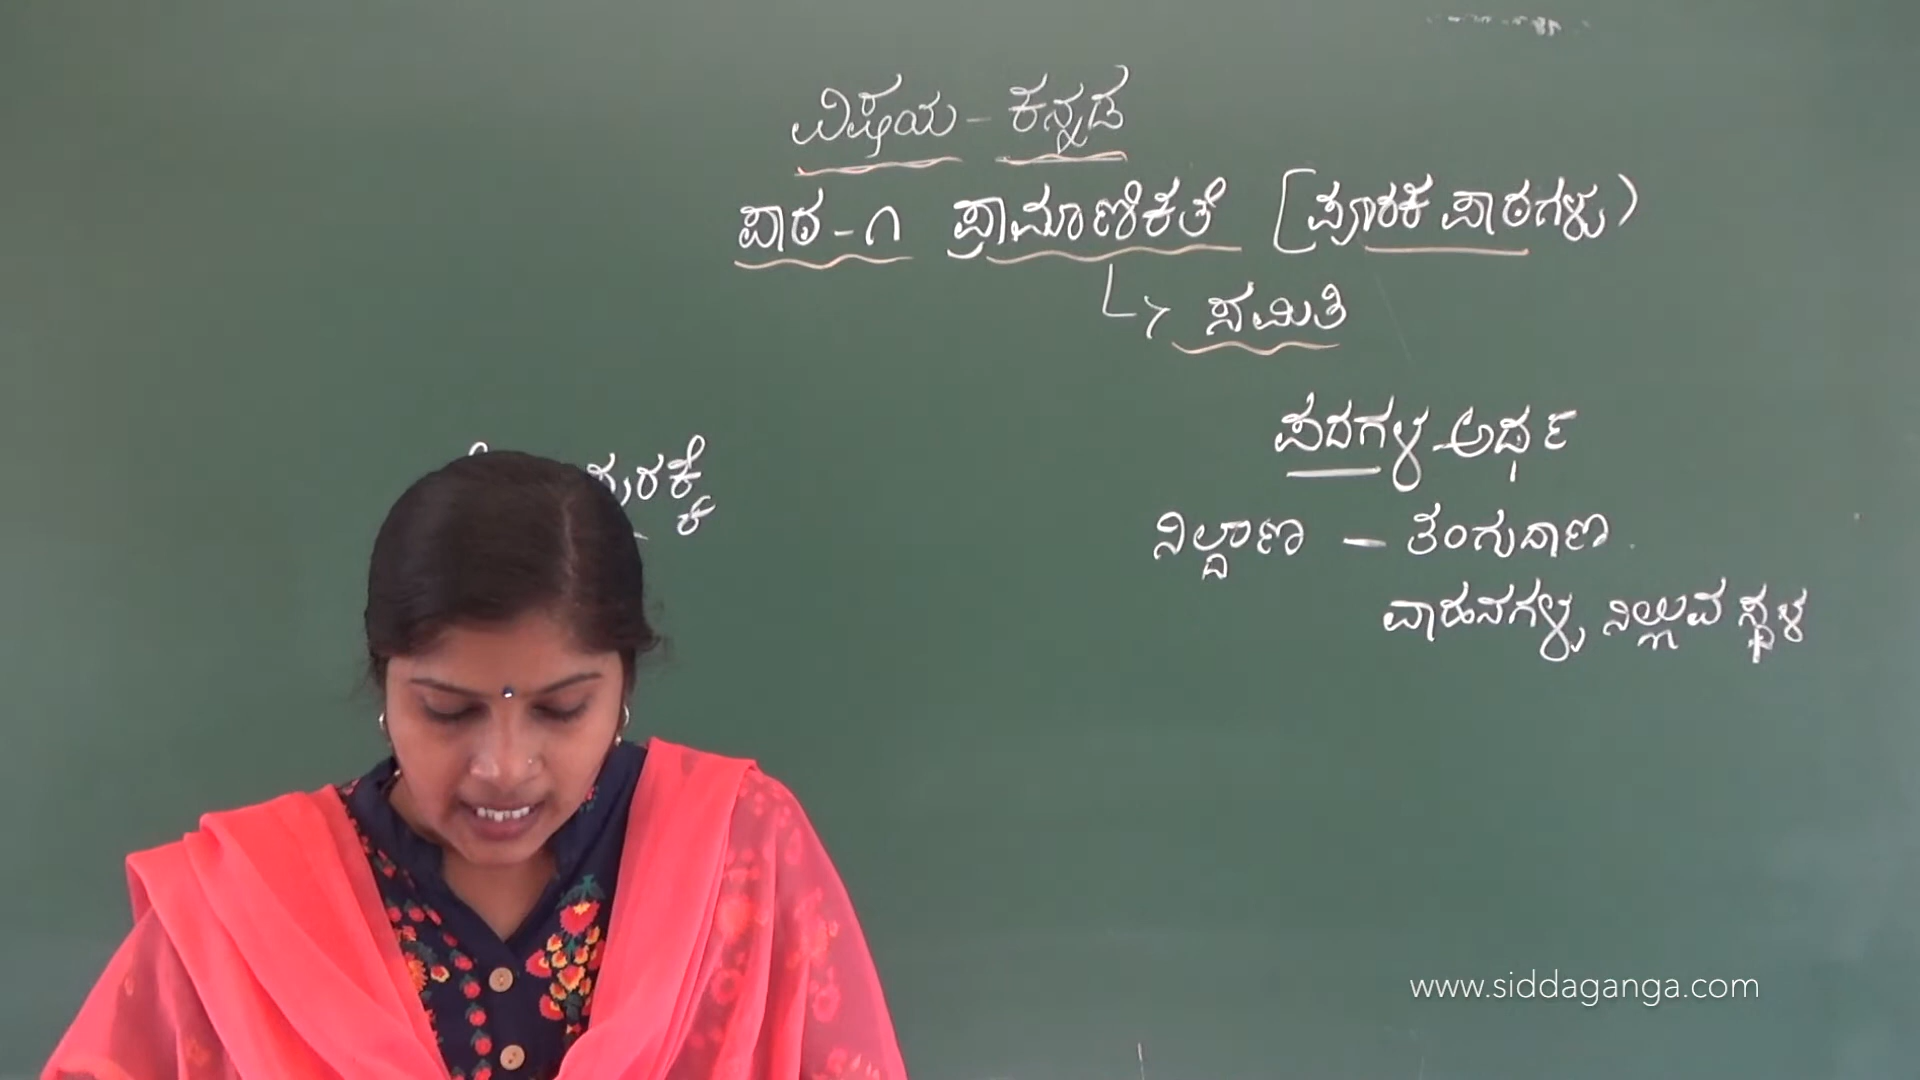 ವಿಷಯ - ಕನ್ನಡ
ಪಾಠ - ೧ ಪ್ರಾಮಾಣಿಕತೆ [ಪೂರಕ ಪಾಠಗಳು)
ಸಮಿತಿ
ಪದಗಳ ಅರ್ಥ
ನಿಲ್ದಾಣ - ತಂಗುದಾಣ.
ವಾಹನಗಳು ನಿಲ್ಲುವ ಸ್ಥಳ
www.siddaganga.com